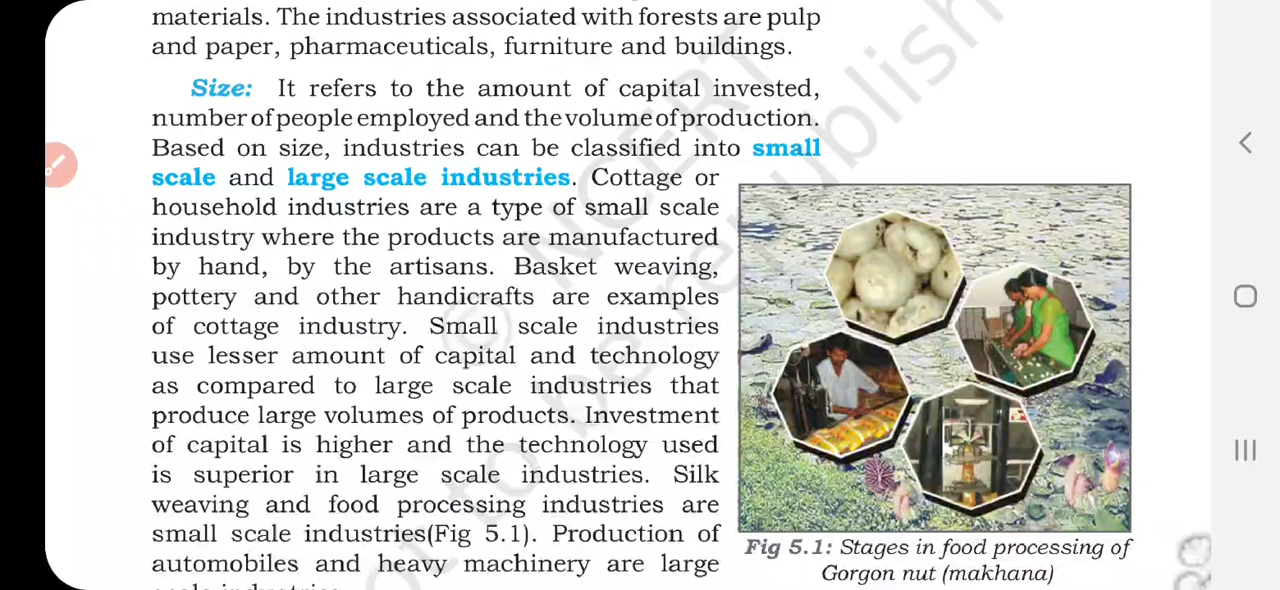 materials. The industries associated with forests are pulp
and paper, pharmaceuticals, furniture and buildings.
Size: It refers to the amount of capital invested,
number of people employed and the volume of production.
Based on size, industries can be classified into small
scale and large scale industries. Cottage or
household industries are a type of small scale
industry where the products are manufactured
by hand, by the artisans. Basket weaving,
pottery and other handicrafts are examples
of cottage industry. Small scale industries
use lesser amount of capital and technology
as compared to large scale industries that
produce large volumes of products. Investment
of capital is higher and the technology used
is superior in large scale industries. Silk
weaving and food processing industries are
small scale industries(Fig 5.1). Production of
automobiles and heavy machinery are large
scale industries.
Fig 5.1: Stages in food processing of
Gorgon nut (makhana)
© NCERT
not to be republished